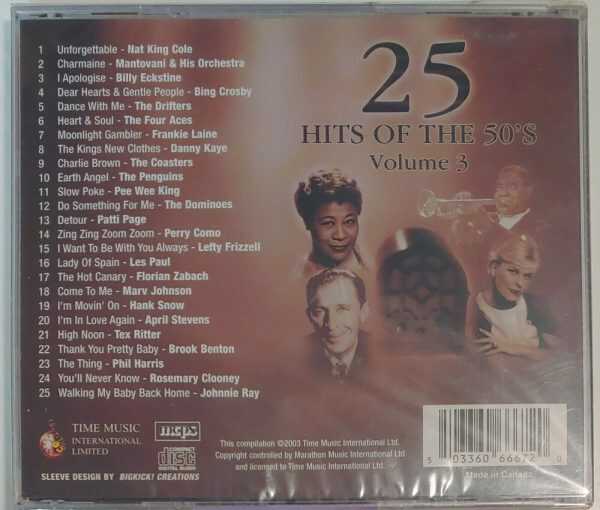 1 Unforgettable - Nat King Cole
2 Charmaine - Mantovani & His Orchestra
3 I Apologise - Billy Eckstine
4 Dear Hearts & Gentle People - Bing Crosby
5 Dance With Me - The Drifters
6 Heart & Soul - The Four Aces
7 Moonlight Gambler - Frankie Laine
8 The Kings New Clothes - Danny Kaye
9 Charlie Brown - The Coasters
10 Earth Angel - The Penguins
11 Slow Poke - Pee Wee King
12 Do Something For Me - The Dominoes
13 Detour - Patti Page
14 Zing Zing Zoom Zoom - Perry Como
15 I Want To Be With You Always - Lefty Frizzell
16 Lady Of Spain - Les Paul
17 The Hot Canary - Florian Zabach
18 Come To Me - Marv Johnson
19 I'm Movin' On - Hank Snow
20 I'm In Love Again - April Stevens
21 High Noon - Tex Ritter
22 Thank You Pretty Baby - Brook Benton
23 The Thing - Phil Harris
24 You'll Never Know - Rosemary Clooney
25 Walking My Baby Back Home - Johnnie Ray
25
HITS OF THE 50'S
Volume 3
TIME MUSIC
INTERNATIONAL
LIMITED
mcps
COMPACT
disc
DIGITAL AUDIO
SLEEVE DESIGN BY BIGKICK! CREATIONS
This compilation ©2003 Time Music International Ltd.
Copyright controlled by Marathon Music International Ltd.
and licensed to Time Music International Ltd.
5 03360 66672 0
Made in Canada